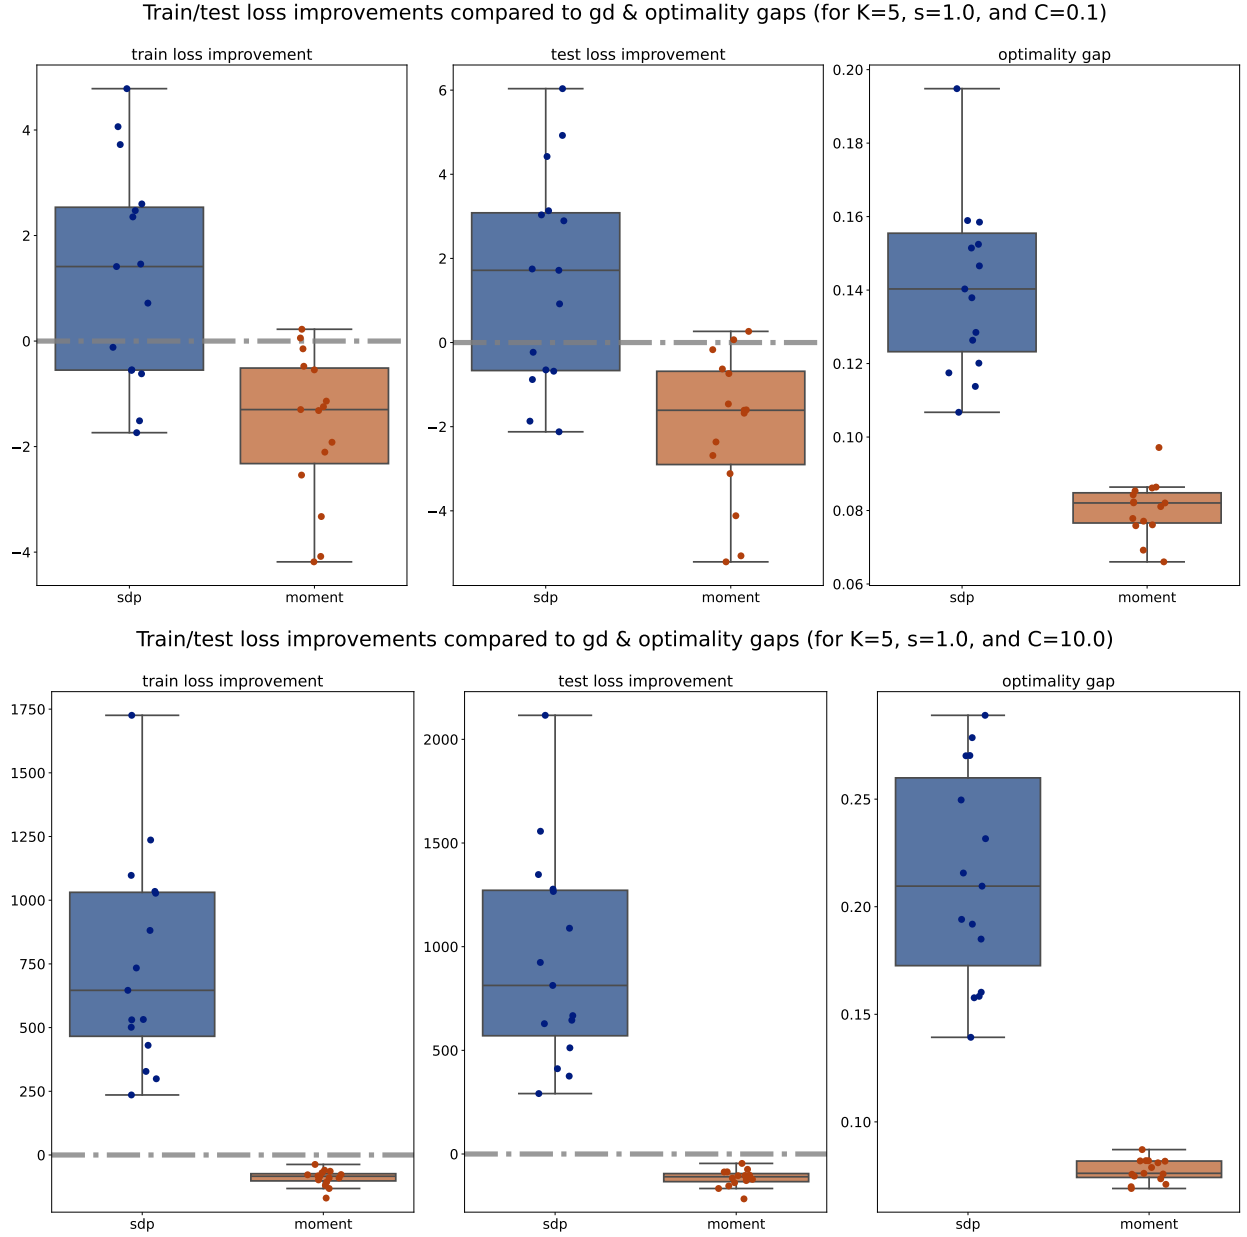 Train/test loss improvements compared to gd & optimality gaps (for K=5, s=1.0, and C=0.1)
train loss improvement
4
2
0
−2
−4
sdp
moment
test loss improvement
6
4
2
0
−2
−4
sdp
moment
optimality gap
0.20
0.18
0.16
0.14
0.12
0.10
0.08
0.06
sdp
moment
Train/test loss improvements compared to gd & optimality gaps (for K=5, s=1.0, and C=10.0)
train loss improvement
1750
1500
1250
1000
750
500
250
0
sdp
moment
test loss improvement
2000
1500
1000
500
0
sdp
moment
optimality gap
0.25
0.20
0.15
0.10
sdp
moment